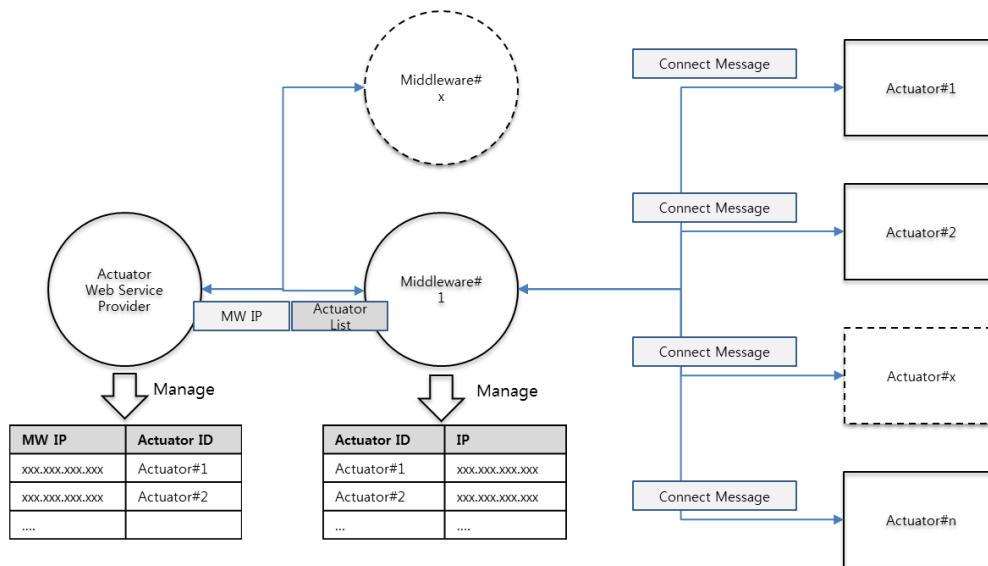 Middleware#
x
Connect Message
Actuator#1
Connect Message
Actuator#2
Actuator
Web Service
Provider
Middleware#
1
MW IP
Actuator
List
Connect Message
Actuator#x
Manage
Manage
MW IP Actuator ID
xxx.xxx.xxx.xxx Actuator#1
xxx.xxx.xxx.xxx Actuator#2
....
Actuator ID IP
Actuator#1 xxx.xxx.xxx.xxx
Actuator#2 xxx.xxx.xxx.xxx
... ....
Connect Message
Actuator#n